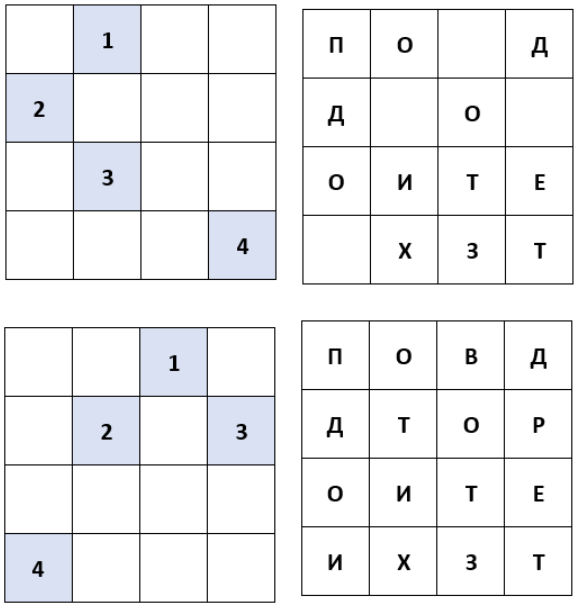 1
2
3
4
П О Д
Д О
О И Т Е
Х З Т
1
2 3
4
П О В Д
Д Т О Р
О И Т Е
И Х З Т